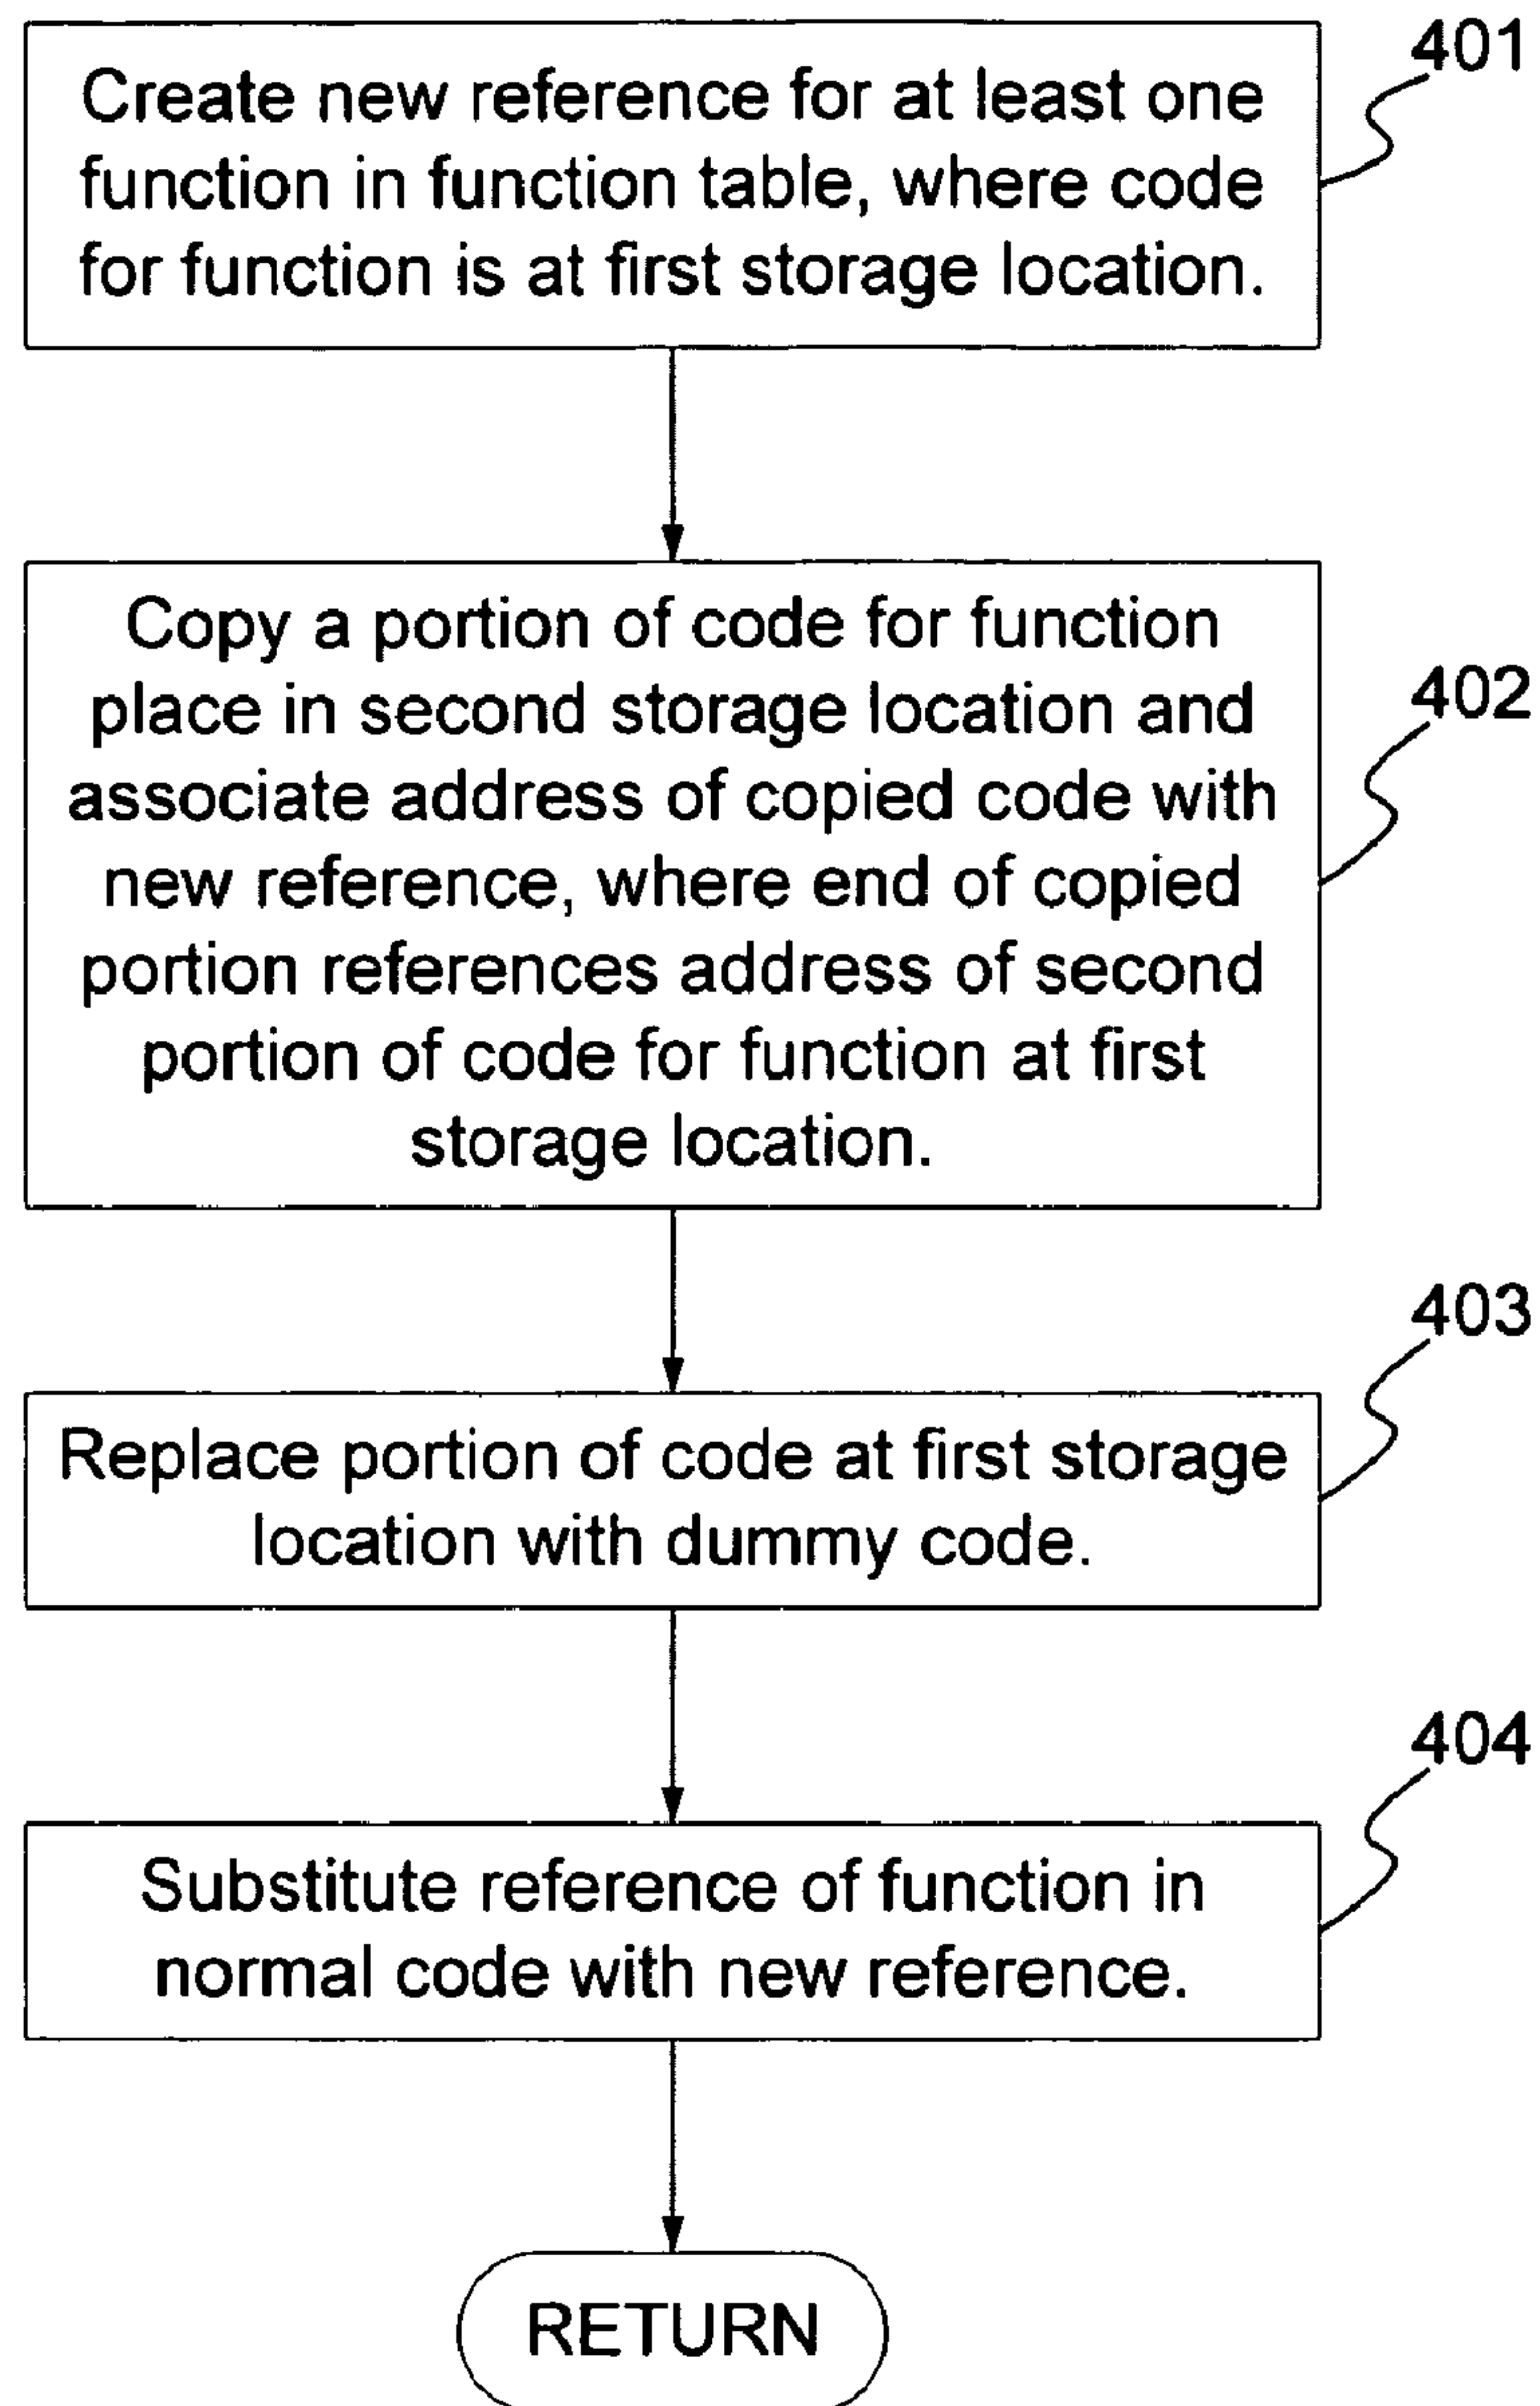 401
Create new reference for at least one
function in function table, where code
for function is at first storage location.
402
Copy a portion of code for function
place in second storage location and
associate address of copied code with
new reference, where end of copied
portion references address of second
portion of code for function at first
storage location.
403
Replace portion of code at first storage
location with dummy code.
404
Substitute reference of function in
normal code with new reference.
RETURN